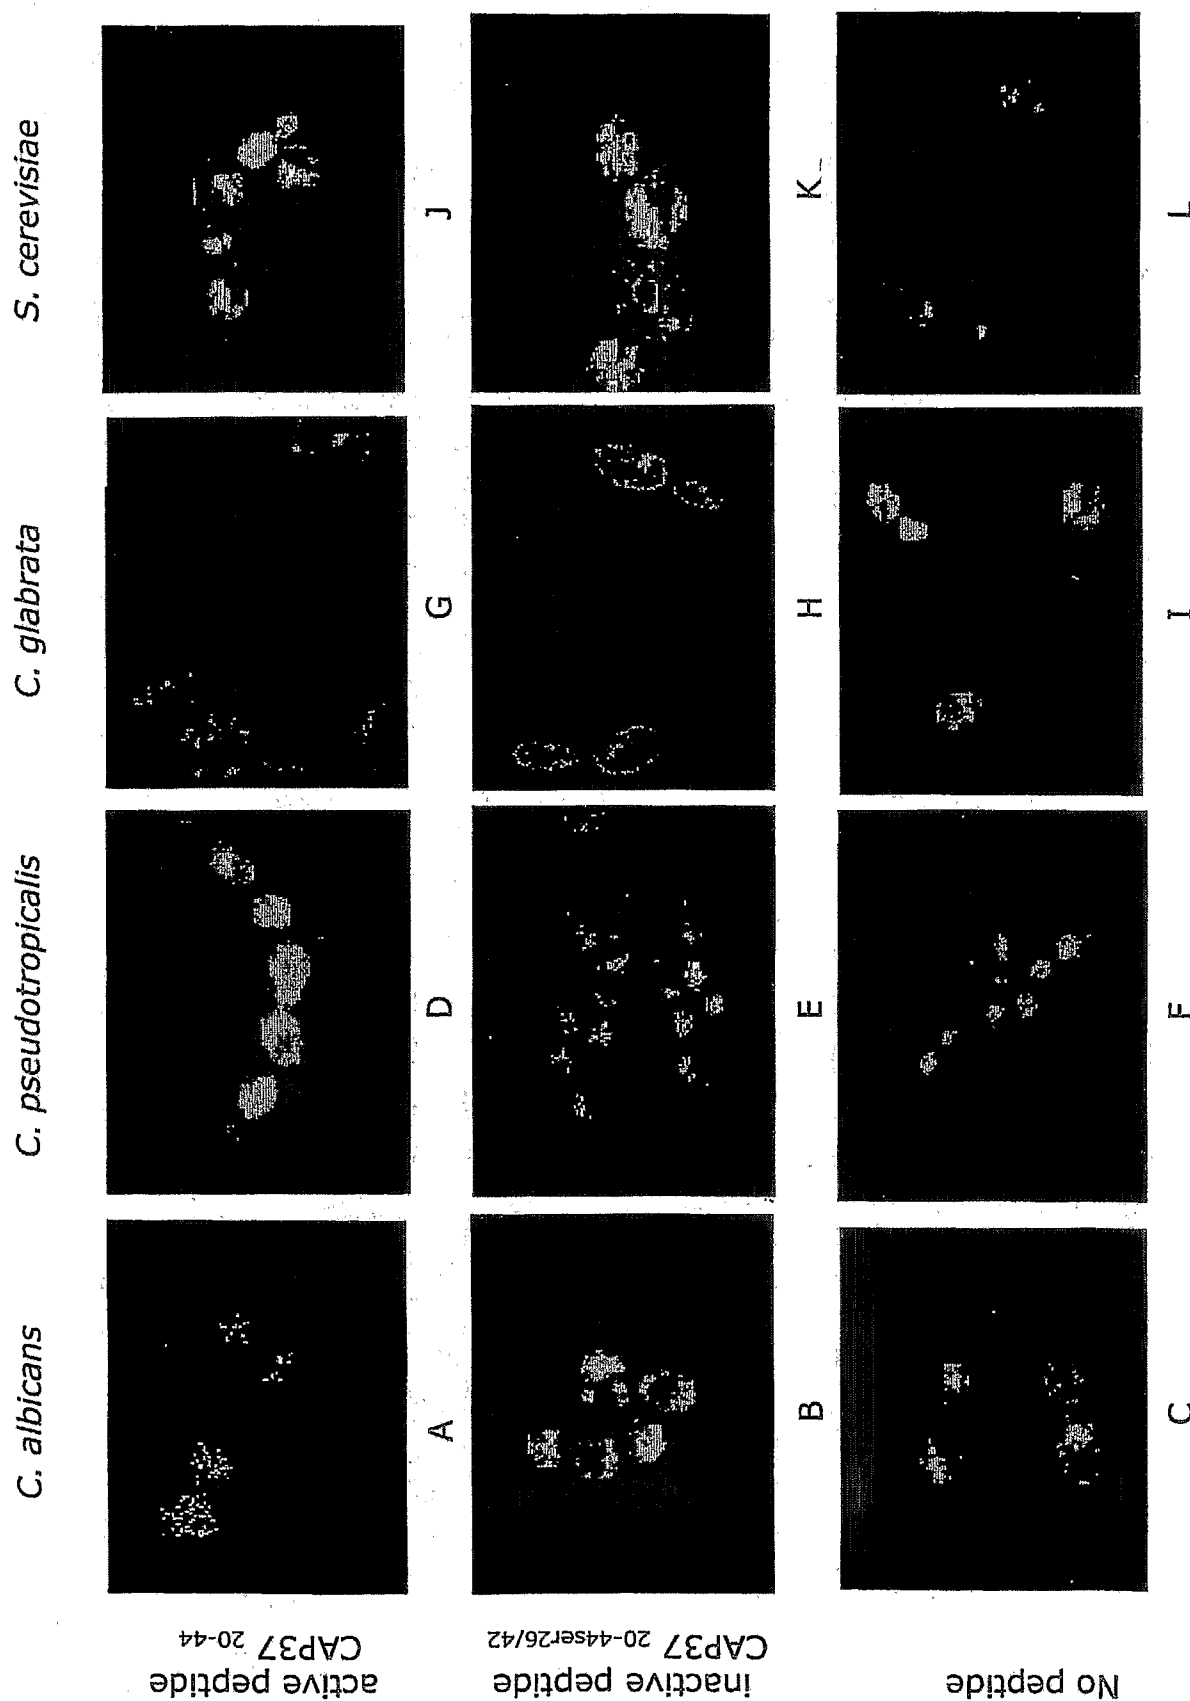 C. albicans
C. pseudotropicalis
C. glabrata
S. cerevisiae
active peptide
CAP37 20-44
A
D
G
J
inactive peptide
CAP37 20-44ser26/42
B
E
H
K
No peptide
C
F
I
L